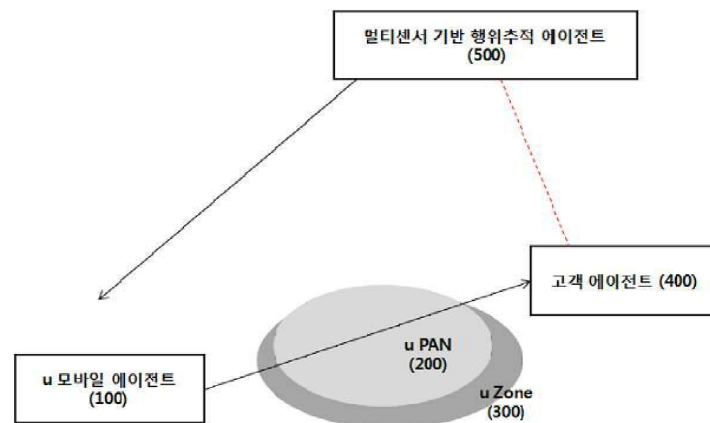 멀티센서 기반 행위추적 에이전트
(500)
고객 에이전트 (400)
u PAN
(200)
u 모바일 에이전트
(100)
u Zone
(300)